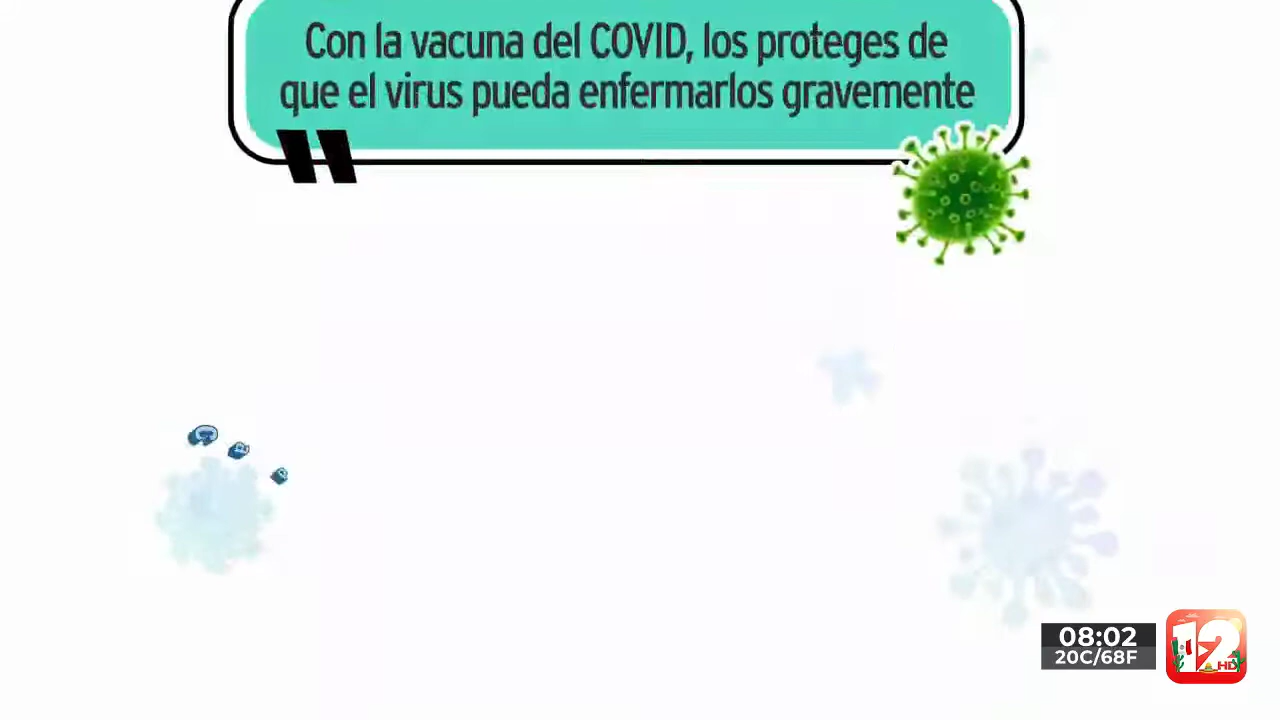 Con la vacuna del COVID, los proteges de
que el virus pueda enfermarlos gravemente
08:02
20C/68F
12
HD